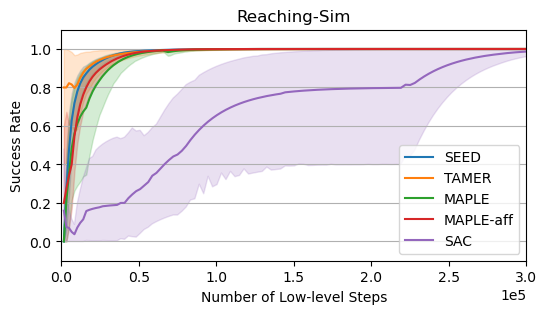 Reaching-Sim
Success Rate
1.0
0.8
0.6
0.4
0.2
0.0
SEED
TAMER
MAPLE
MAPLE-aff
SAC
0.0 0.5 1.0 1.5 2.0 2.5 3.0
1e5
Number of Low-level Steps